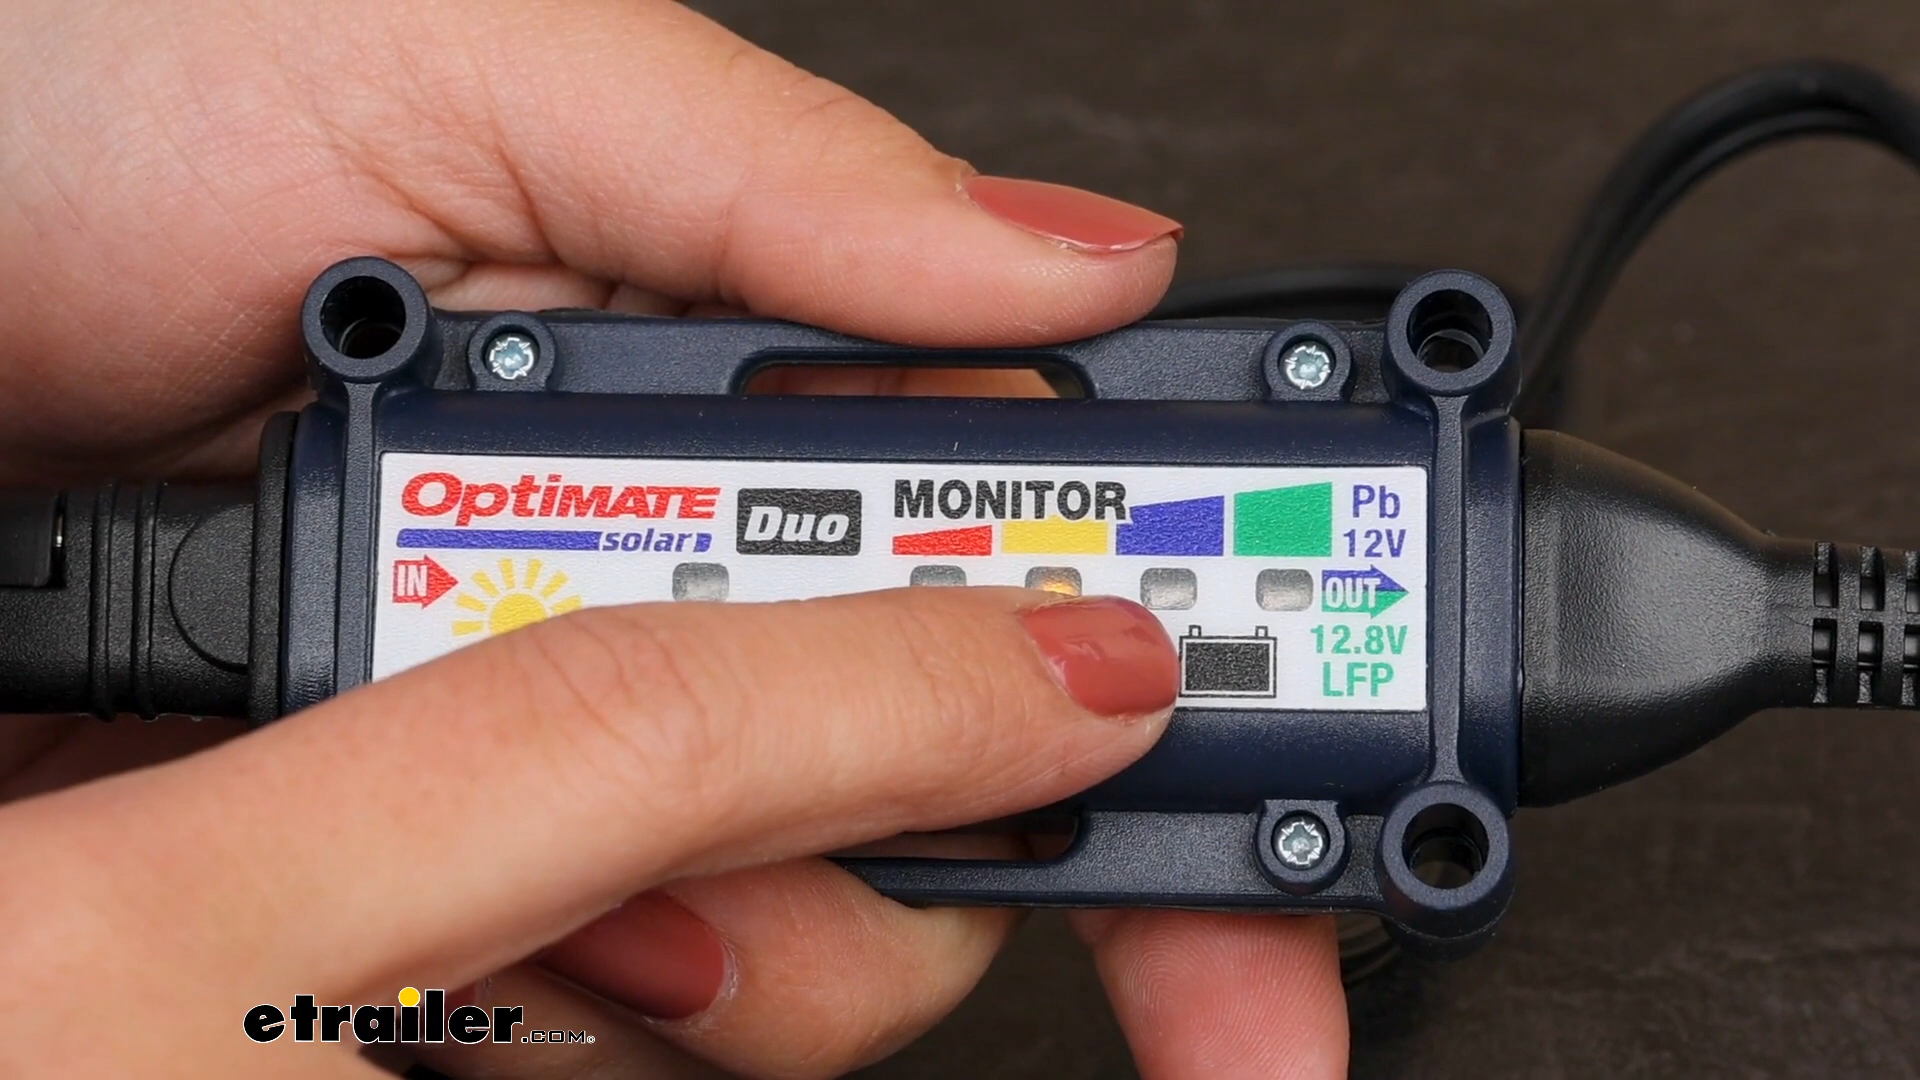 OptiMATE
solar
Duo
MONITOR
Pb
12V
IN
OUT
12.8V
LFP
etrailer.COM